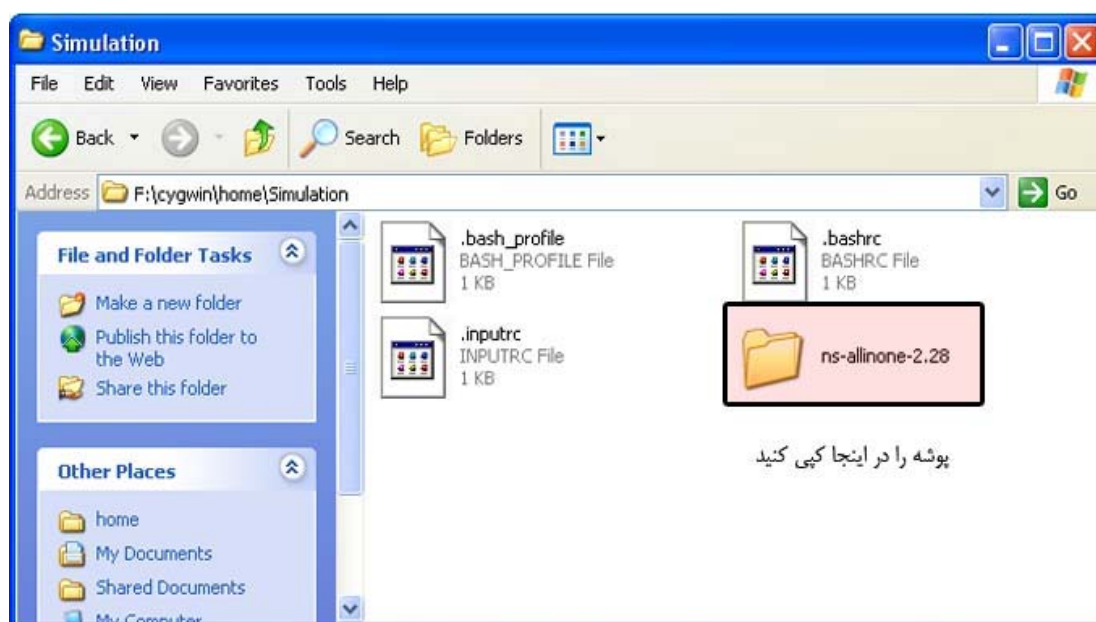 Simulation
File Edit View Favorites Tools Help
Back Search Folders
Address F:\cygwin\home\Simulation Go
File and Folder Tasks
Make a new folder
Publish this folder to
the Web
Share this folder
Other Places
home
My Documents
Shared Documents
My Computer
.bash_profile
BASH_PROFILE File
1 KB
.bashrc
BASHRC File
1 KB
.inputrc
INPUTRC File
1 KB
ns-allinone-2.28
پوشه را در اینجا کپی کنید